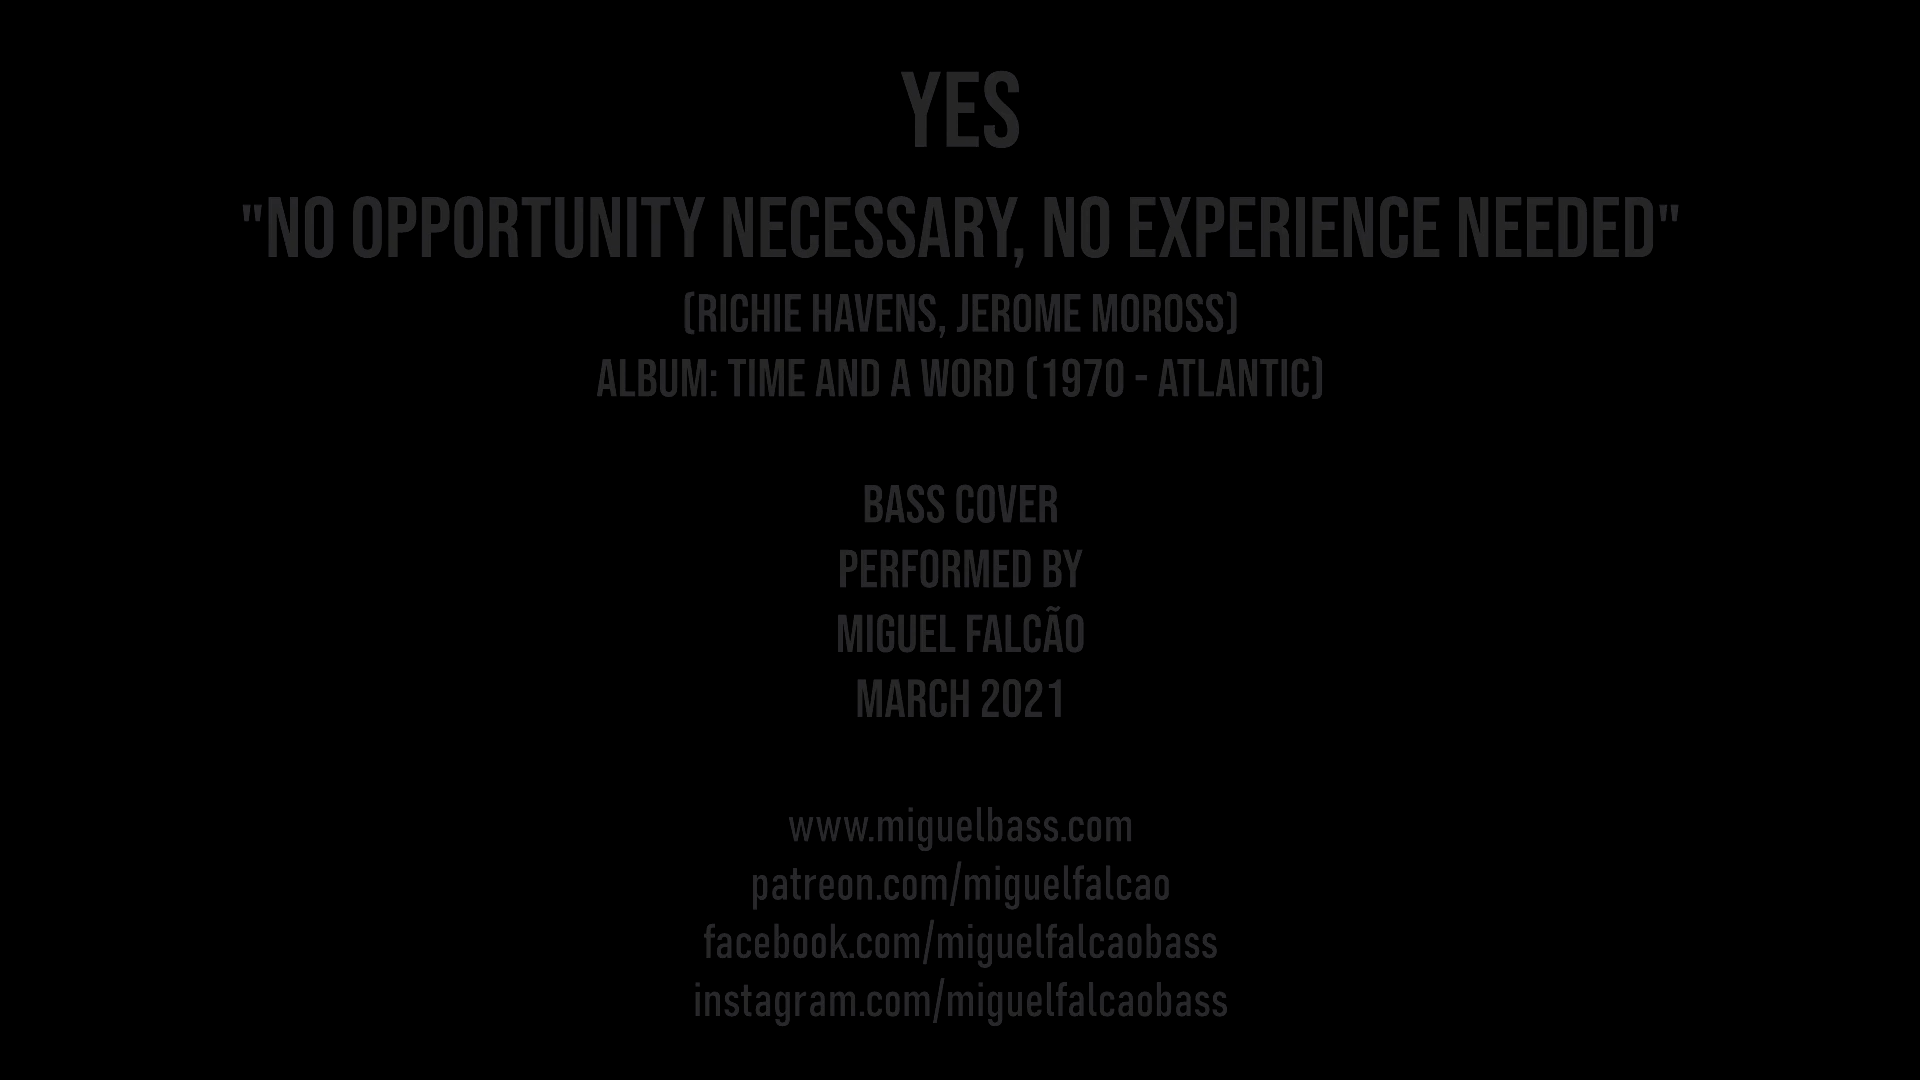 YES
"NO OPPORTUNITY NECESSARY, NO EXPERIENCE NEEDED"
(RICHIE HAVENS, JEROME MOROSS)
ALBUM: TIME AND A WORD (1970 - ATLANTIC)
BASS COVER
PERFORMED BY
MIGUEL FALCÃO
MARCH 2021
www.miguelbass.com
patreon.com/miguelfalcao
facebook.com/miguelfalcaobass
instagram.com/miguelfalcaobass